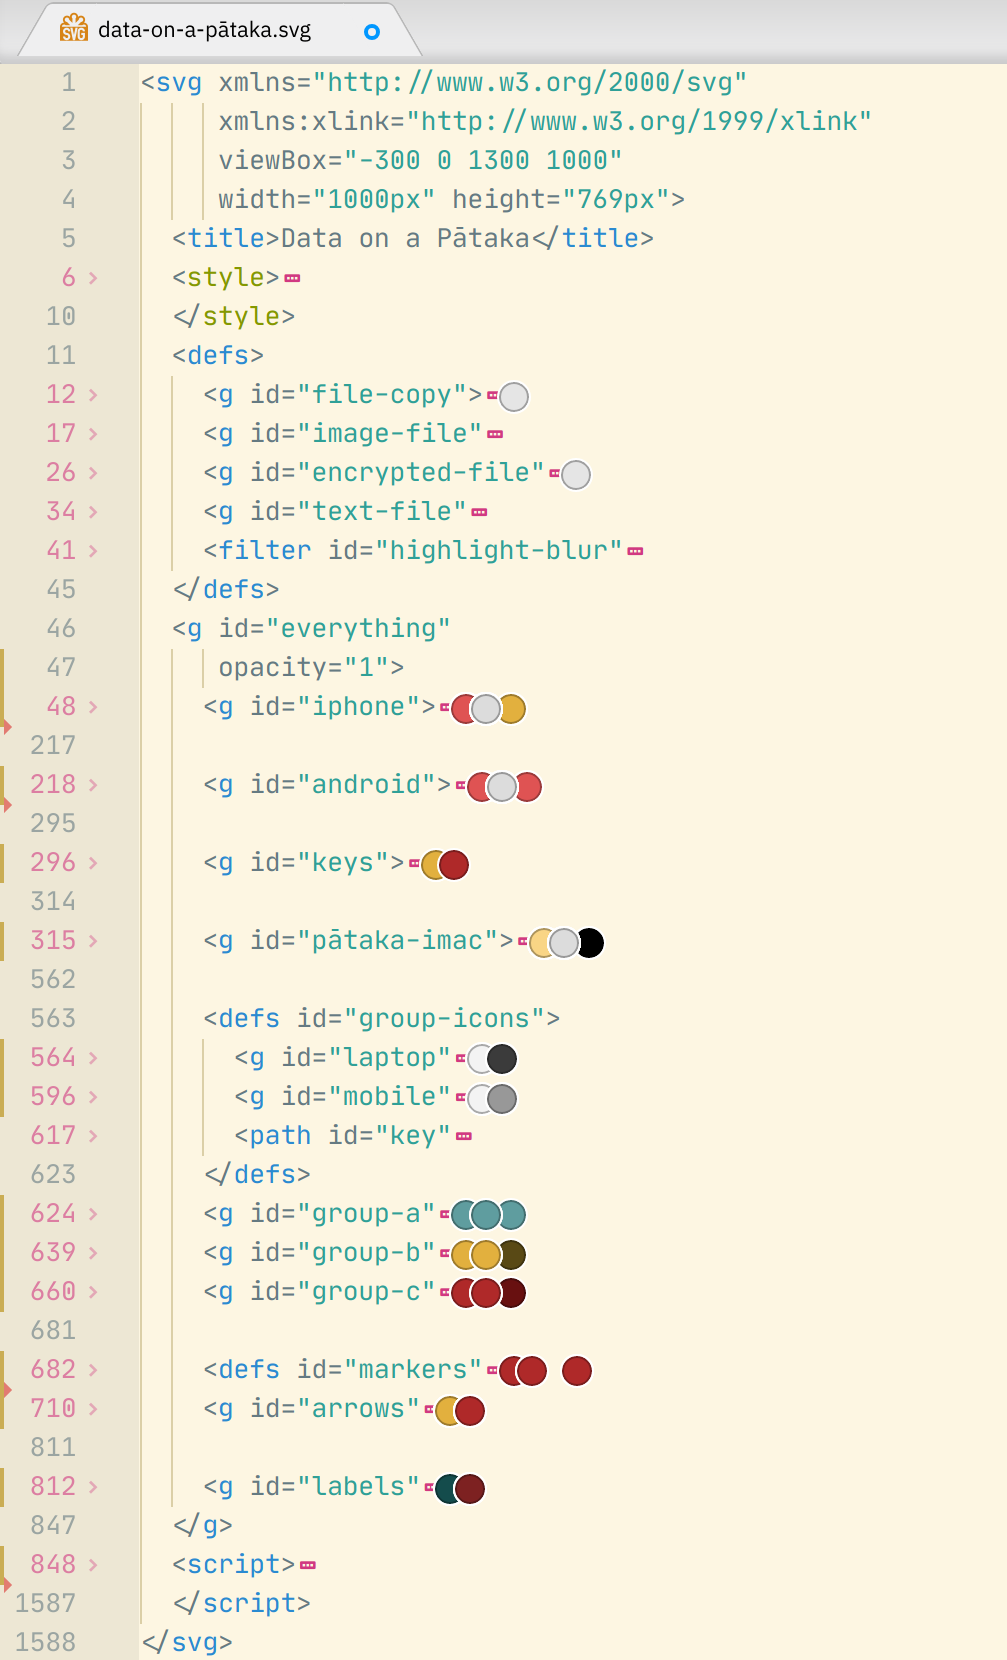 SVG data-on-a-pātaka.svg
1 <svg xmlns="http://www.w3.org/2000/svg"
2 xmlns:xlink="http://www.w3.org/1999/xlink"
3 viewBox="-300 0 1300 1000"
4 width="1000px" height="769px">
5 <title>Data on a Pātaka</title>
6 <style>
10 </style>
11 <defs>
12 <g id="file-copy">
17 <g id="image-file"
26 <g id="encrypted-file"
34 <g id="text-file"
41 <filter id="highlight-blur"
45 </defs>
46 <g id="everything"
47 opacity="1">
48 <g id="iphone">
217
218 <g id="android">
295
296 <g id="keys">
314
315 <g id="pātaka-imac">
562
563 <defs id="group-icons">
564 <g id="laptop"
596 <g id="mobile"
617 <path id="key"
623 </defs>
624 <g id="group-a"
639 <g id="group-b"
660 <g id="group-c"
681
682 <defs id="markers"
710 <g id="arrows"
811
812 <g id="labels"
847 </g>
848 <script>
1587 </script>
1588 </svg>